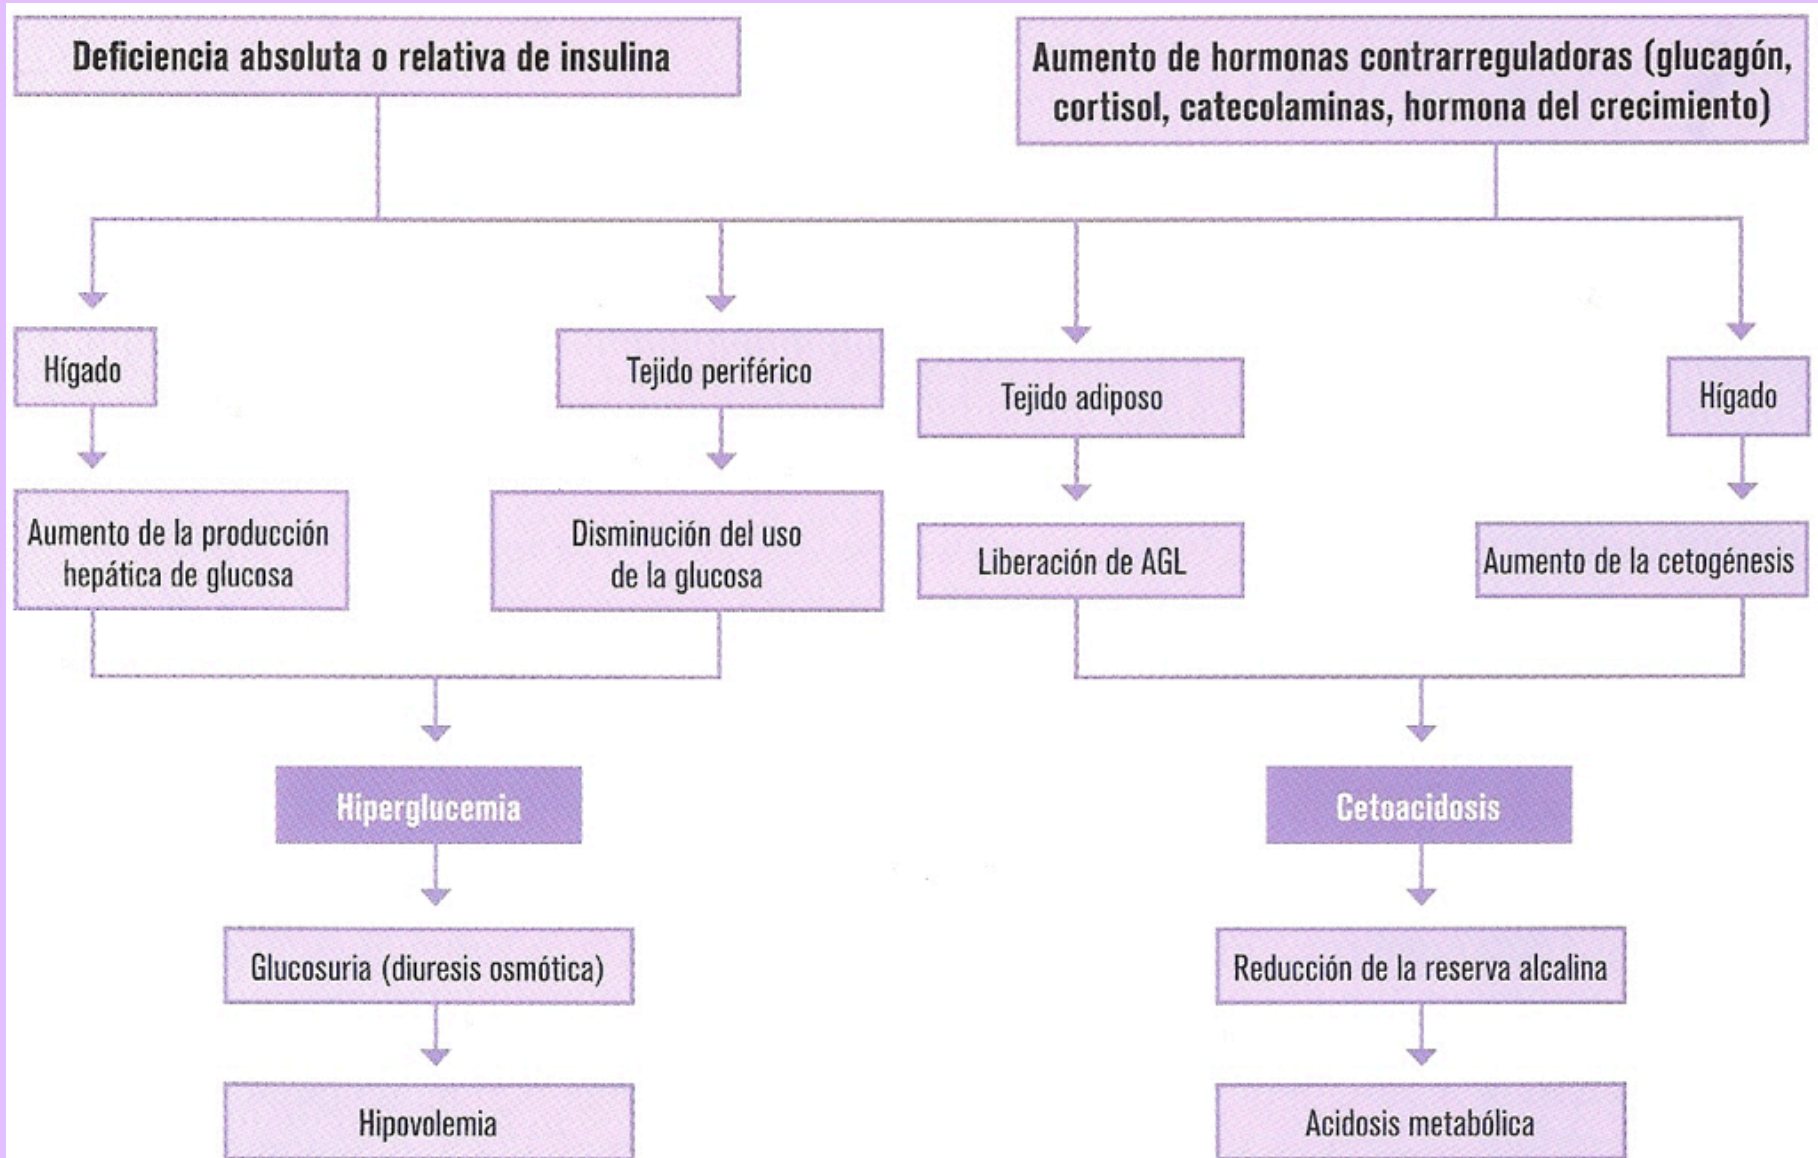 Deficiencia absoluta o relativa de insulina
Aumento de hormonas contrarreguladoras (glucagón,
cortisol, catecolaminas, hormona del crecimiento)
Hígado
Tejido periférico
Tejido adiposo
Hígado
Aumento de la producción
hepática de glucosa
Disminución del uso
de la glucosa
Liberación de AGL
Aumento de la cetogénesis
Hiperglucemia
Cetoacidosis
Glucosuria (diuresis osmótica)
Reducción de la reserva alcalina
Hipovolemia
Acidosis metabólica